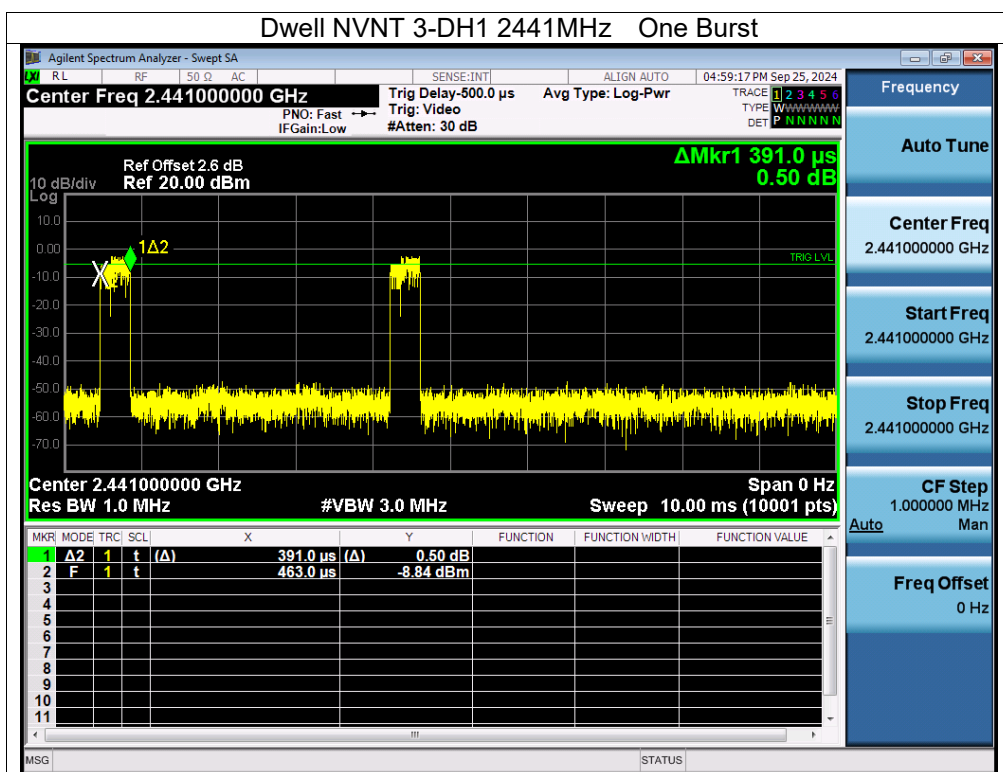 Dwell NVNT 3-DH1 2441MHz One Burst
Agilent Spectrum Analyzer - Swept SA
LXI RL RF 50 Ω AC SENSE:INT ALIGN AUTO 04:59:17 PM Sep 25, 2024
Center Freq 2.441000000 GHz Trig Delay-500.0 µs Avg Type: Log-Pwr TRACE 1 2 3 4 5 6
PNO: Fast Trig: Video TYPE WWWWWW
IFGain:Low #Atten: 30 dB DET P N N N N N
ΔMkr1 391.0 µs
0.50 dB
Ref Offset 2.6 dB
10 dB/div Ref 20.00 dBm
Log
10.0
0.00
1Δ2
TRIG LVL
-10.0
-20.0
-30.0
-40.0
-50.0
-60.0
-70.0
Center 2.441000000 GHz Span 0 Hz
Res BW 1.0 MHz #VBW 3.0 MHz Sweep 10.00 ms (10001 pts)
MKR MODE TRC SCL X Y FUNCTION FUNCTION WIDTH FUNCTION VALUE
1 Δ2 1 t (Δ) 391.0 µs (Δ) 0.50 dB
2 F 1 t 463.0 µs -8.84 dBm
3
4
5
6
7
8
9
10
11
MSG STATUS
Frequency
Auto Tune
Center Freq
2.441000000 GHz
Start Freq
2.441000000 GHz
Stop Freq
2.441000000 GHz
CF Step
1.000000 MHz
Auto Man
Freq Offset
0 Hz